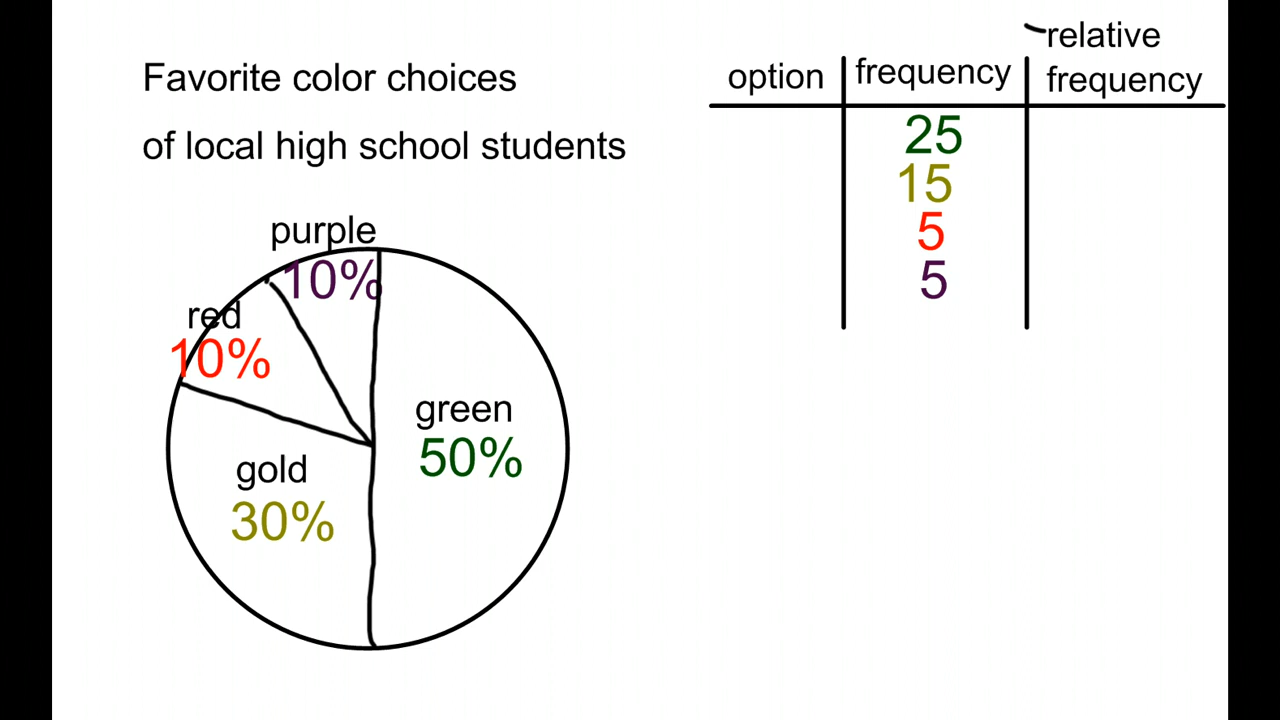 Favorite color choices
of local high school students
purple
10%
red
10%
green
50%
gold
30%
option
frequency
relative
frequency
25
15
5
5